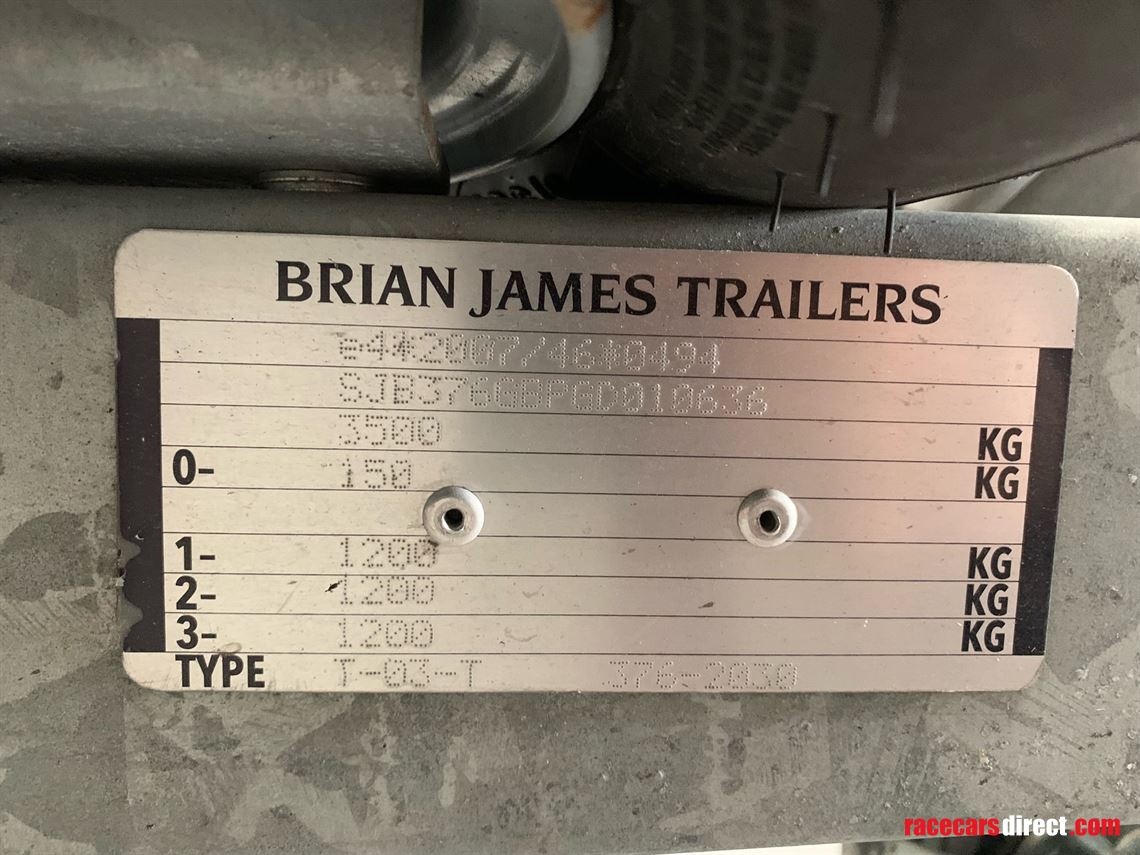 BRIAN JAMES TRAILERS
e4*2007/46*0494
SJB376GBPGD010636
3500 KG
0- 150 KG
1- 1200 KG
2- 1200 KG
3- 1200 KG
TYPE T-03-T 376-2030
racecarsdirect.com